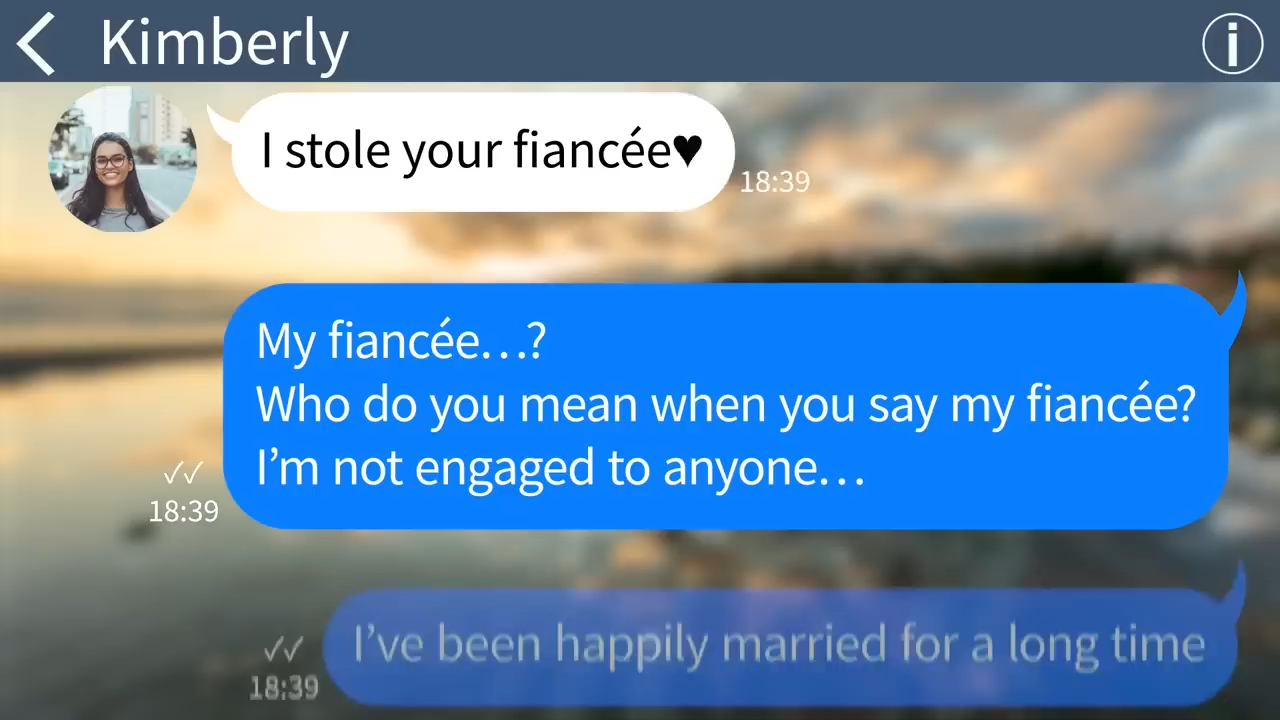 Kimberly
I stole your fiancée♥
18:39
My fiancée…?
Who do you mean when you say my fiancée?
I’m not engaged to anyone…
18:39
I’ve been happily married for a long time
18:39